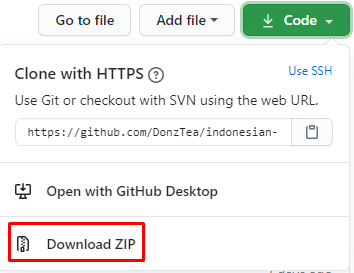 Go to file
Add file
Code
Clone with HTTPS
Use SSH
Use Git or checkout with SVN using the web URL.
https://github.com/DonzTea/indonesian-
Open with GitHub Desktop
Download ZIP